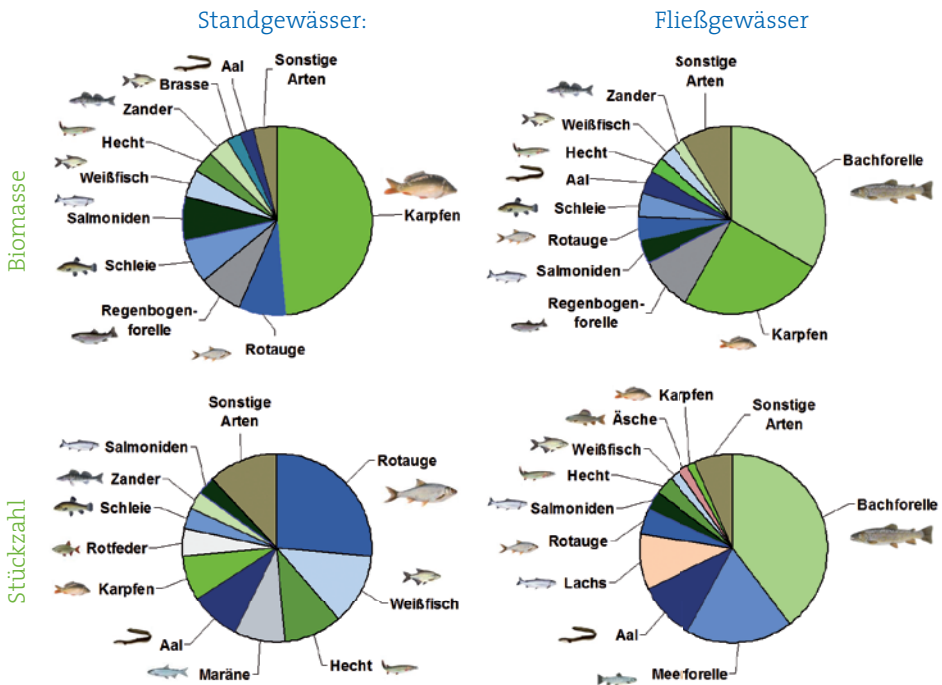 Standgewässer:
Fließgewässer
Biomasse
Sonstige
Arten
Aal
Brasse
Zander
Hecht
Weißfisch
Salmoniden
Schleie
Regenbogen-
forelle
Rotauge
Karpfen
Sonstige
Arten
Zander
Weißfisch
Hecht
Aal
Schleie
Rotauge
Salmoniden
Regenbogen-
forelle
Karpfen
Bachforelle
Stückzahl
Sonstige
Arten
Salmoniden
Zander
Schleie
Rotfeder
Karpfen
Aal
Maräne
Hecht
Weißfisch
Rotauge
Karpfen
Sonstige
Arten
Äsche
Weißfisch
Hecht
Salmoniden
Rotauge
Lachs
Aal
Meerforelle
Bachforelle